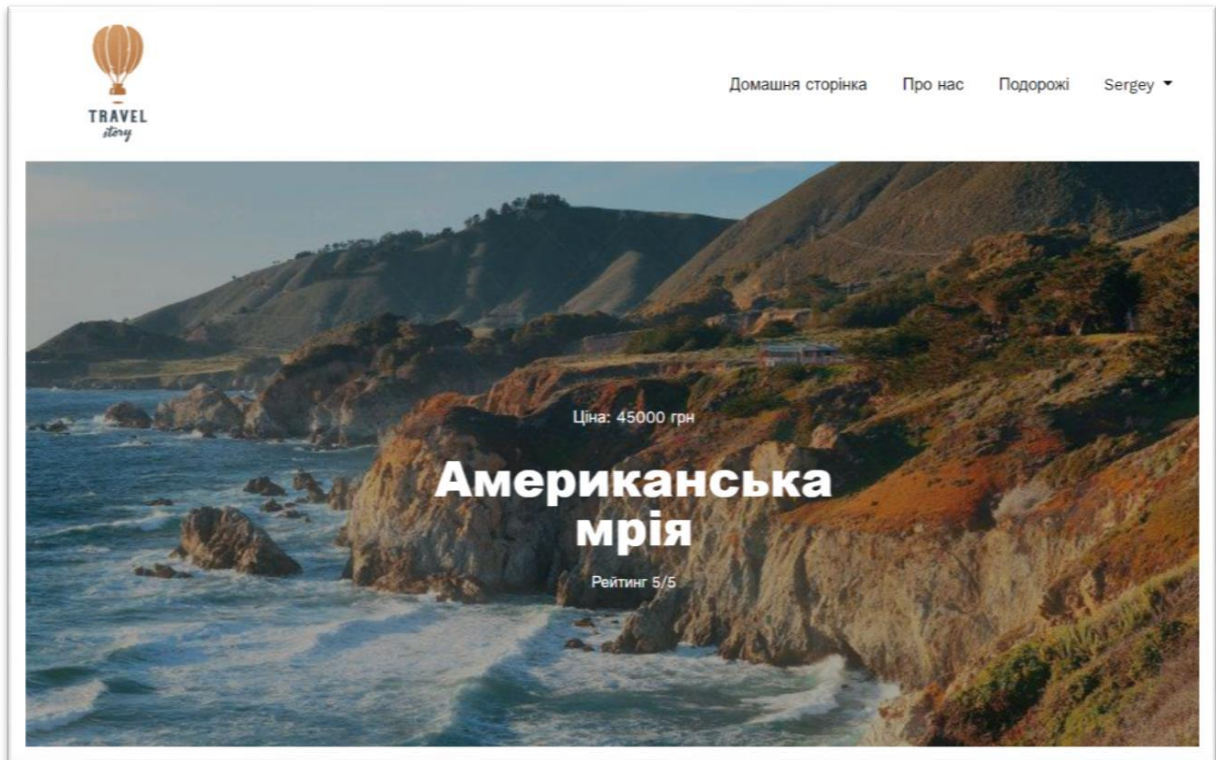 TRAVEL
story
Домашня сторінка Про нас Подорожі Sergey
Ціна: 45000 грн
Американська
мрія
Рейтинг 5/5